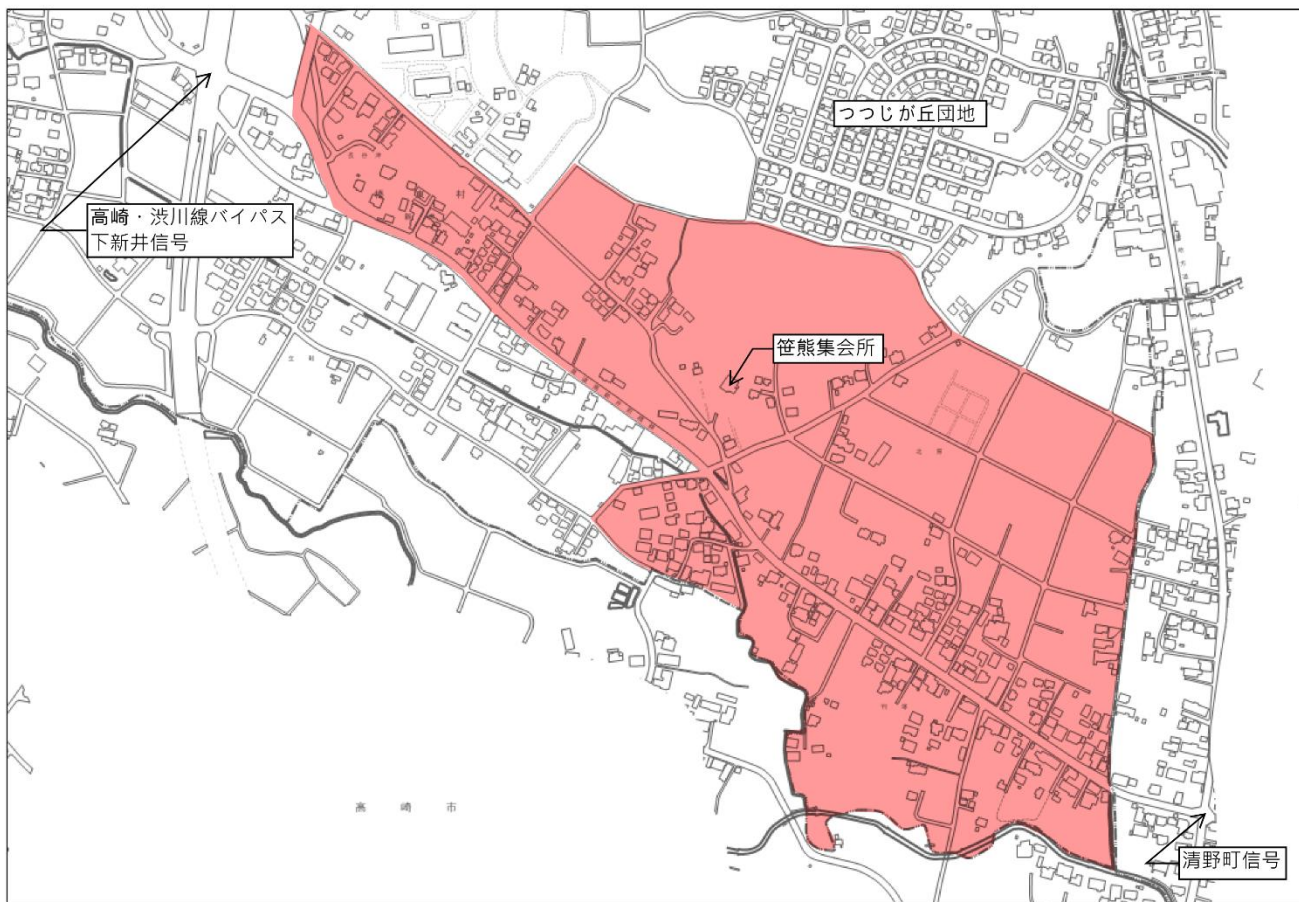 つつじが丘団地
高崎・渋川線バイパス
下新井信号
笹熊集会所
高崎市
清野町信号